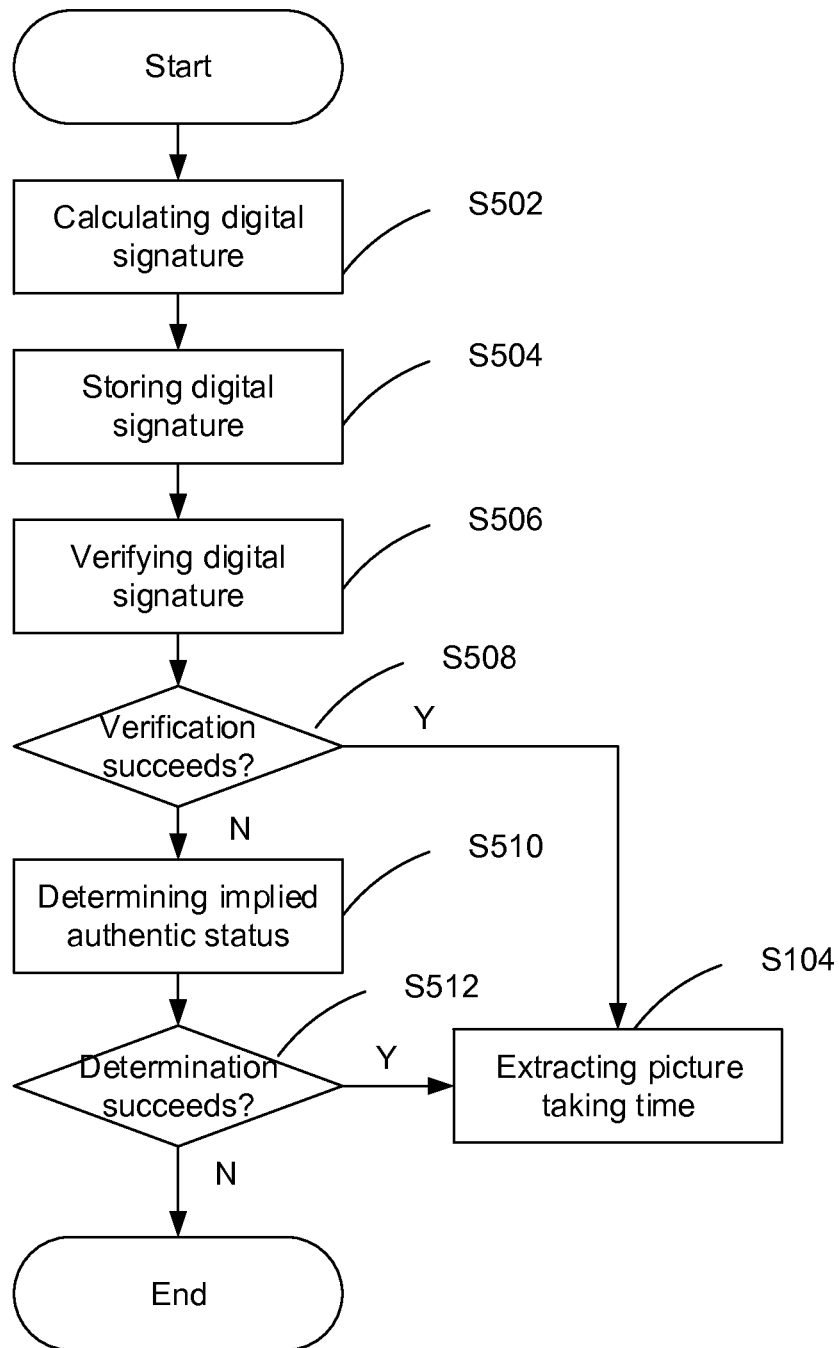 Start
Calculating digital
signature
S502
Storing digital
signature
S504
Verifying digital
signature
S506
Verification
succeeds?
S508
Y
N
Determining implied
authentic status
S510
Determination
succeeds?
S512
Y
N
Extracting picture
taking time
S104
End